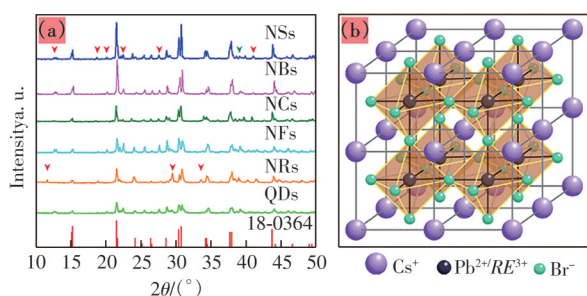 (a)
NSs
NBs
NCs
NFs
NRs
QDs
18-0364
Intensitya. u.
10 15 20 25 30 35 40 45 50
2θ/(°)
(b)
Cs⁺ Pb²⁺/RE³⁺ Br⁻